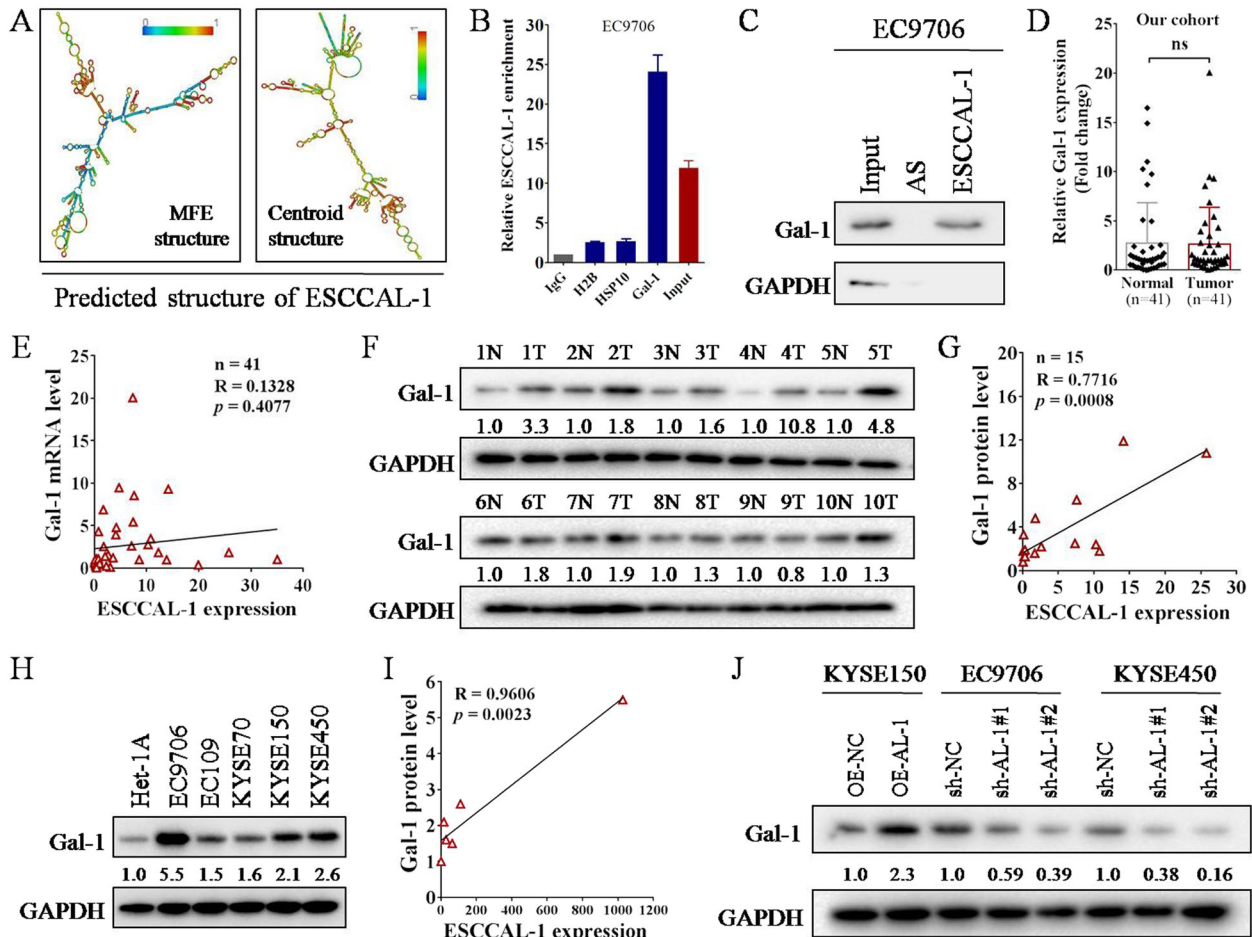 A
0 1
MFE
structure
0 1
Centroid
structure
Predicted structure of ESCCAL-1
B
EC9706
Relative ESCCAL-1 enrichment
30
25
20
15
10
5
0
IgG
H2B
HSP10
Gal-1
Input
C
EC9706
Input
AS
ESCCAL-1
Gal-1
GAPDH
D
Our cohort
ns
Relative Gal-1 expression
(Fold change)
25
20
15
10
5
0
Normal
(n=41)
Tumor
(n=41)
E
n = 41
R = 0.1328
p = 0.4077
Gal-1 mRNA level
25
20
15
10
5
0
0 10 20 30 40
ESCCAL-1 expression
F
1N 1T 2N 2T 3N 3T 4N 4T 5N 5T
Gal-1
1.0 3.3 1.0 1.8 1.0 1.6 1.0 10.8 1.0 4.8
GAPDH
6N 6T 7N 7T 8N 8T 9N 9T 10N 10T
Gal-1
1.0 1.8 1.0 1.9 1.0 1.3 1.0 0.8 1.0 1.3
GAPDH
G
n = 15
R = 0.7716
p = 0.0008
Gal-1 protein level
20
16
12
8
4
0
0 5 10 15 20 25 30
ESCCAL-1 expression
H
Het-1A
EC9706
EC109
KYSE70
KYSE150
KYSE450
Gal-1
1.0 5.5 1.5 1.6 2.1 2.6
GAPDH
I
R = 0.9606
p = 0.0023
Gal-1 protein level
6
5
4
3
2
1
0
0 200 400 600 800 1000 1200
ESCCAL-1 expression
J
KYSE150 EC9706 KYSE450
OE-NC
OE-AL-1
sh-NC
sh-AL-1#1
sh-AL-1#2
sh-NC
sh-AL-1#1
sh-AL-1#2
Gal-1
1.0 2.3 1.0 0.59 0.39 1.0 0.38 0.16
GAPDH